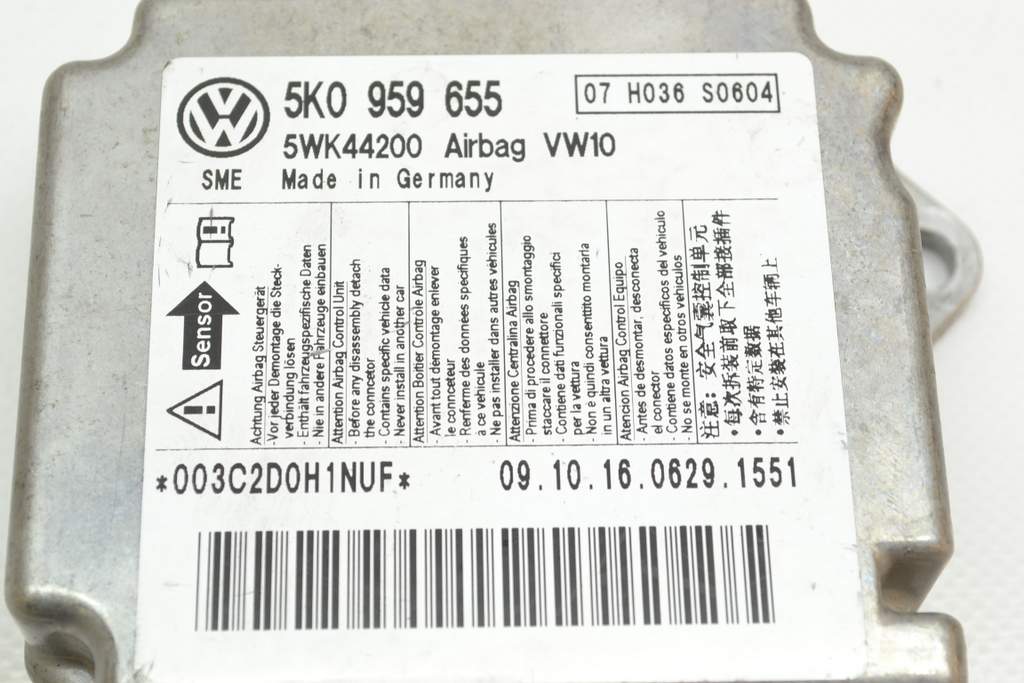 5K0 959 655
07 H036 S0604
5WK44200 Airbag VW10
SME
Made in Germany
Sensor
Achtung Airbag Steuergerät
-Vor jeder Demontage die Steck-
verbindung lösen
- Enthält fahrzeugspezifische Daten
- Nie in andere Fahrzeuge einbauen
Attention Airbag Control Unit
- Before any disassembly detach
the conncetor
- Contains specific vehicle data
- Never install in another car
Attention Boitier Controle Airbag
- Avant tout demontage enlever
le connceteur
- Renferme des donnees specifiques
a ce vehicule
- Ne pas installer dans autres vehicules
Attenzione Centralina Airbag
- Prima di procedere allo smontaggio
staccare il connettore
- Contiene dati funzionali specifici
per la vettura
- Non e quindi consentito montarla
in un altra vettura
Atencion Airbag Control Equipo
- Antes de desmontar, desconecta
el conector
- Contiene datos especificos del vehiculo
- No se monte en otros vehiculos
注意: 安全气囊控制单元
• 每次拆装前取下全部接插件
• 含有特定数据
• 禁止安装在其他车辆上
*003C2D0H1NUF*
09.10.16.0629.1551